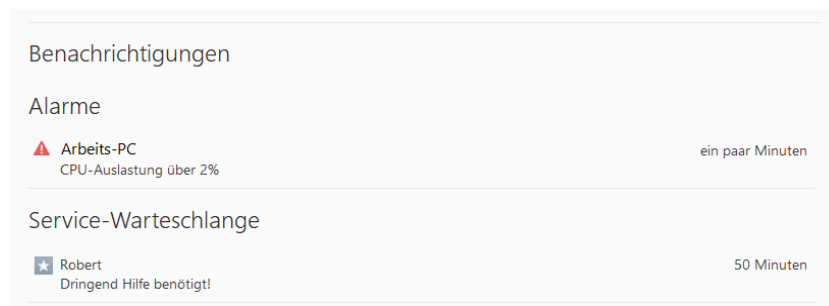 Benachrichtigungen
Alarme
Arbeits-PC ein paar Minuten
CPU-Auslastung über 2%
Service-Warteschlange
Robert 50 Minuten
Dringend Hilfe benötigt!